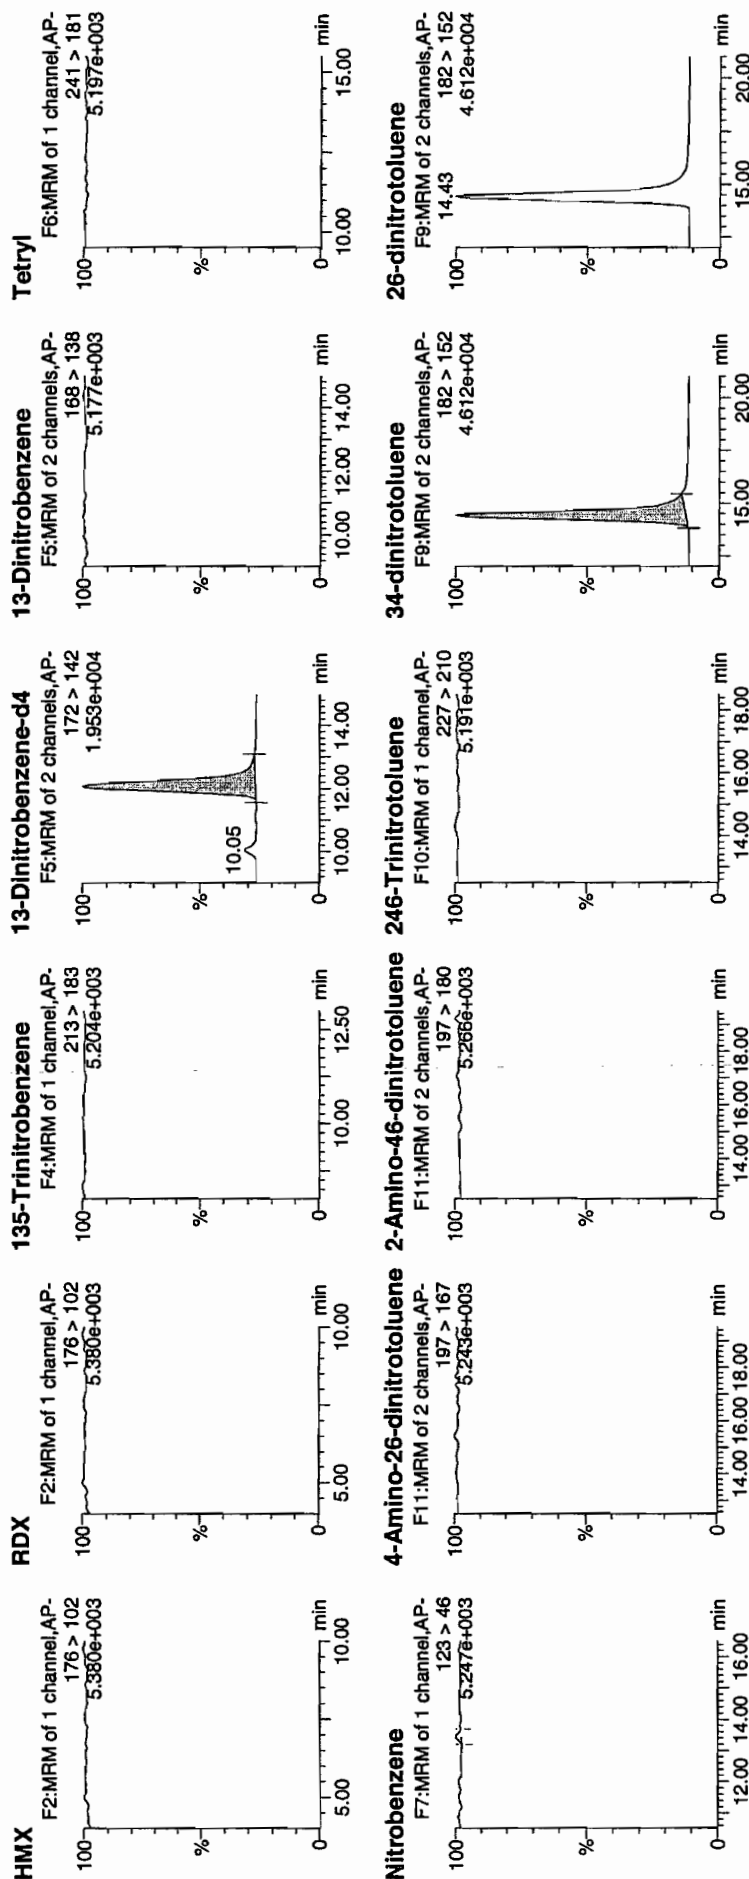 HMX
F2:MRM of 1 channel,AP-
176 > 102
5.380e+003
100
%
0
5.00 10.00 min
RDX
F2:MRM of 1 channel,AP-
176 > 102
5.380e+003
100
%
0
5.00 10.00 min
135-Trinitrobenzene
F4:MRM of 1 channel,AP-
213 > 183
5.204e+003
100
%
0
10.00 12.50 min
13-Dinitrobenzene-d4
F5:MRM of 2 channels,AP-
172 > 142
1.953e+004
100
%
10.05
0
10.00 12.00 14.00 min
13-Dinitrobenzene
F5:MRM of 2 channels,AP-
168 > 138
5.177e+003
100
%
0
10.00 12.00 14.00 min
Tetryl
F6:MRM of 1 channel,AP-
241 > 181
5.197e+003
100
%
0
10.00 15.00 min
Nitrobenzene
F7:MRM of 1 channel,AP-
123 > 46
5.247e+003
100
%
0
12.00 14.00 16.00 min
4-Amino-26-dinitrotoluene
F11:MRM of 2 channels,AP-
197 > 167
5.243e+003
100
%
0
14.00 16.00 18.00 min
2-Amino-46-dinitrotoluene
F11:MRM of 2 channels,AP-
197 > 180
5.266e+003
100
%
0
14.00 16.00 18.00 min
246-Trinitrotoluene
F10:MRM of 1 channel,AP-
227 > 210
5.191e+003
100
%
0
14.00 16.00 18.00 min
34-dinitrotoluene
F9:MRM of 2 channels,AP-
182 > 152
4.612e+004
100
%
0
15.00 20.00 min
26-dinitrotoluene
F9:MRM of 2 channels,AP-
14.43
182 > 152
4.612e+004
100
%
0
15.00 20.00 min